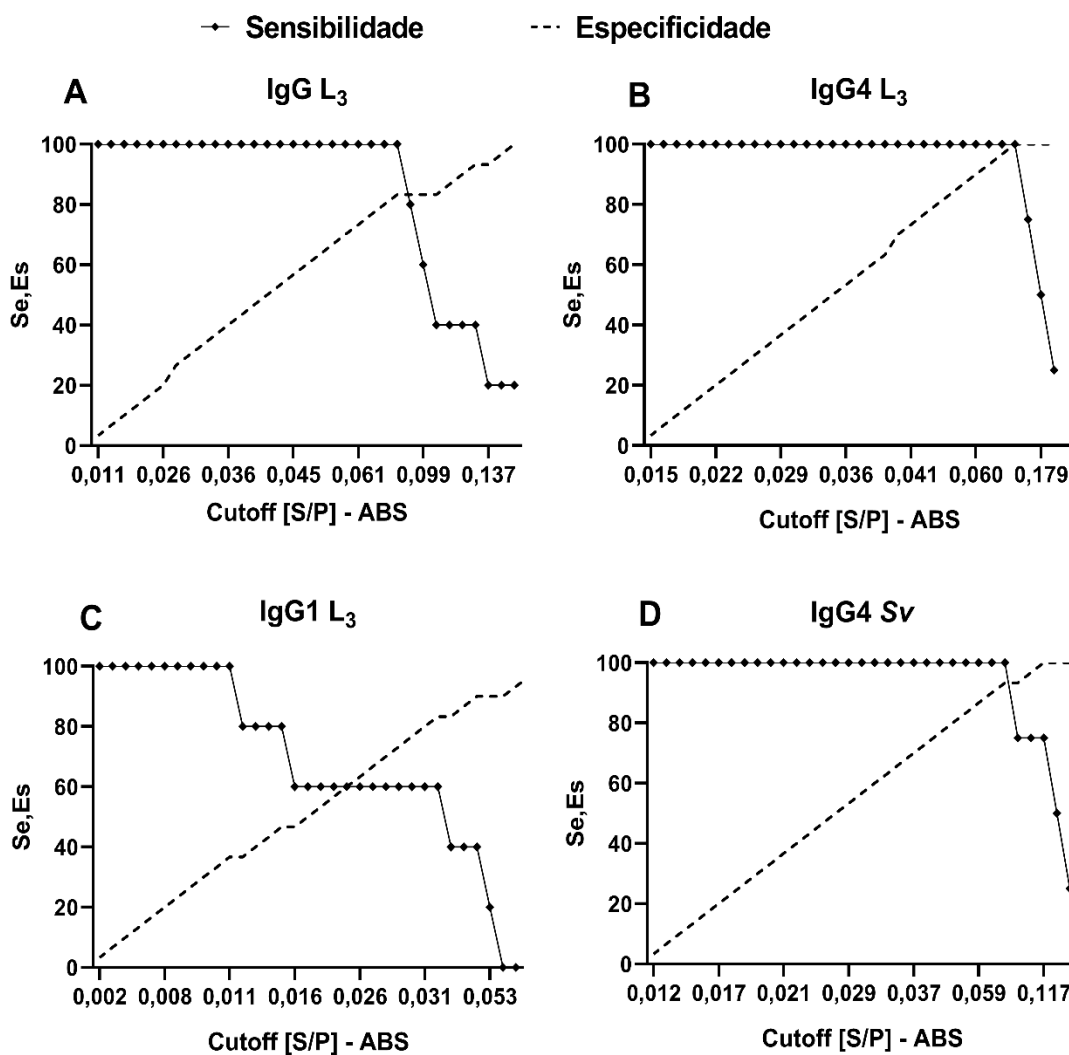 Sensibilidade Especificidade
A IgG L₃
100
80
60
40
20
0
Se,Es
0,011 0,026 0,036 0,045 0,061 0,099 0,137
Cutoff [S/P] - ABS
B IgG4 L₃
100
80
60
40
20
0
Se,Es
0,015 0,022 0,029 0,036 0,041 0,060 0,179
Cutoff [S/P] - ABS
C IgG1 L₃
100
80
60
40
20
0
Se,Es
0,002 0,008 0,011 0,016 0,026 0,031 0,053
Cutoff [S/P] - ABS
D IgG4 Sv
100
80
60
40
20
0
Se,Es
0,012 0,017 0,021 0,029 0,037 0,059 0,117
Cutoff [S/P] - ABS